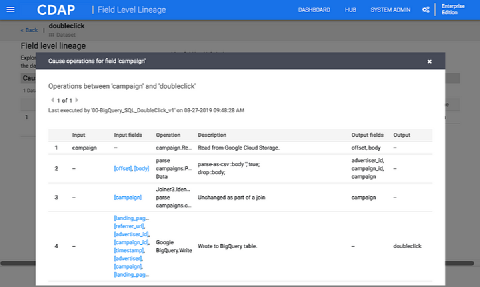 CDAP Field Level Lineage DASHBOARD HUB SYSTEM ADMIN Enterprise Edition
< Back doubleclick
Dataset
Field level lineage
Explor
the da
Cause operations for field 'campaign' ×
Operations between 'campaign' and 'doubleclick'
1 of 1
Last executed by '00-BigQuery_SQL_DoubleClick_v1' on 08-27-2019 09:48:28 AM
Input Input fields Operation Description Output fields Output
1 campaign – campaign.Re... Read from Google Cloud Storage. offset, body –
2 – [offset], [body] parse campaigns.P... Data parse-as-csv :body '','' true; drop :body; advertiser_id, campaign_id, campaign –
3 – [campaign] Joiner2.Iden... parse campaigns.c... Unchanged as part of a join campaign –
4 – [landing_pag...
[referrer_url],
[advertiser_id],
[campaign_id],
[timestamp],
[advertiser],
[campaign],
[landing_pag...
Google BigQuery.Write Wrote to BigQuery table. – doubleclick